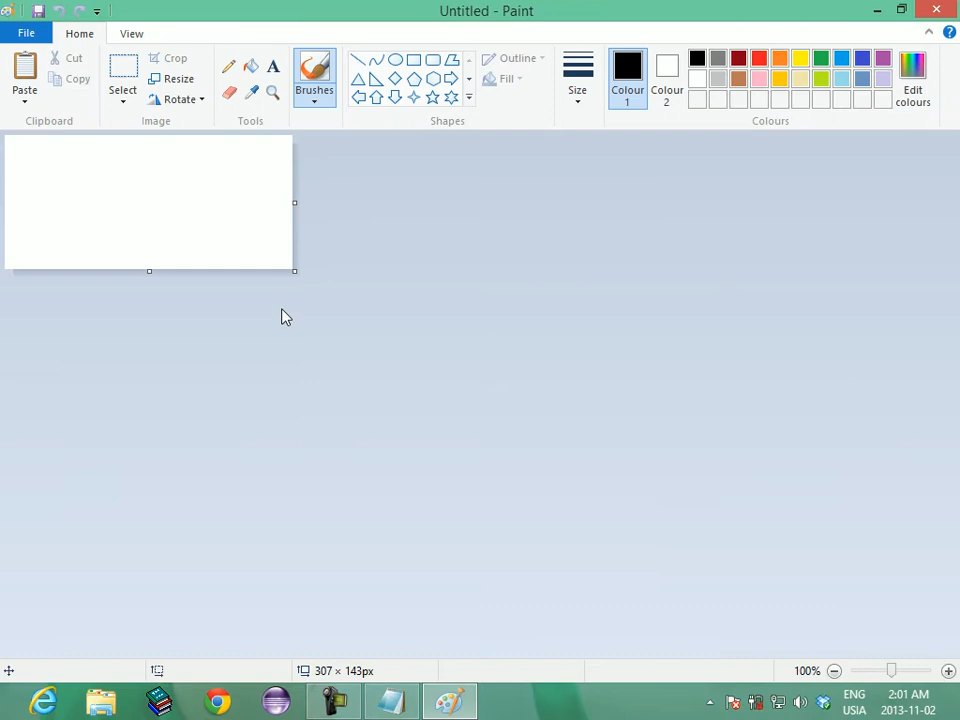 Untitled - Paint
File
Home
View
Paste
Cut
Copy
Clipboard
Select
Crop
Resize
Rotate
Image
A
Tools
Brushes
Shapes
Outline
Fill
Size
Colour 1
Colour 2
Edit colours
Colours
307 × 143px
100%
ENG
USIA
2:01 AM
2013-11-02